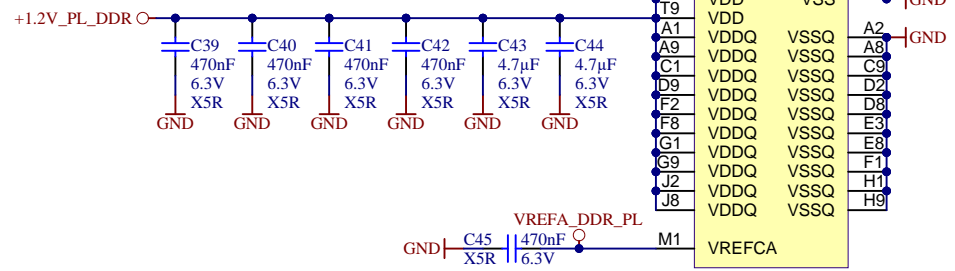 VDD VSS GND
+1.2V_PL_DDR T9 VDD
A1 VDDQ VSSQ A2 GND
C39 C40 C41 C42 C43 C44 A9 VDDQ VSSQ A8
470nF 470nF 470nF 470nF 4.7µF 4.7µF C1 VDDQ VSSQ C9
6.3V 6.3V 6.3V 6.3V 6.3V 6.3V D9 VDDQ VSSQ D2
X5R X5R X5R X5R X5R X5R F2 VDDQ VSSQ D8
GND GND GND GND GND GND F8 VDDQ VSSQ E3
G1 VDDQ VSSQ E8
G9 VDDQ VSSQ F1
J2 VDDQ VSSQ H1
J8 VDDQ VSSQ H9
VREFA_DDR_PL
GND C45 470nF M1 VREFCA
X5R 6.3V